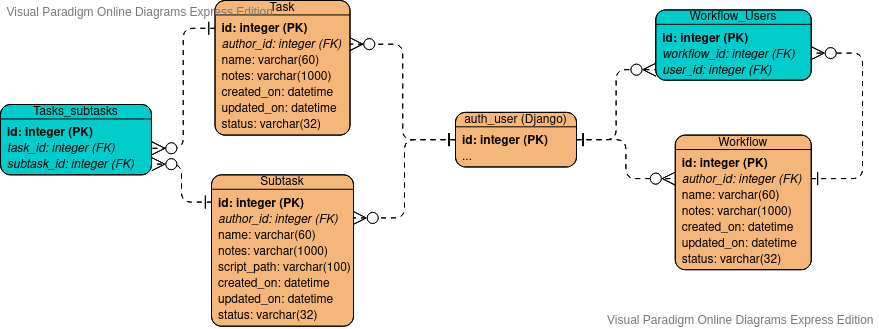 Visual Paradigm Online Diagrams Express Edition
Task
id: integer (PK)
author_id: integer (FK)
name: varchar(60)
notes: varchar(1000)
created_on: datetime
updated_on: datetime
status: varchar(32)
Workflow_Users
id: integer (PK)
workflow_id: integer (FK)
user_id: integer (FK)
Tasks_subtasks
id: integer (PK)
task_id: integer (FK)
subtask_id: integer (FK)
auth_user (Django)
id: integer (PK)
...
Workflow
id: integer (PK)
author_id: integer (FK)
name: varchar(60)
notes: varchar(1000)
created_on: datetime
updated_on: datetime
status: varchar(32)
Subtask
id: integer (PK)
author_id: integer (FK)
name: varchar(60)
notes: varchar(1000)
script_path: varchar(100)
created_on: datetime
updated_on: datetime
status: varchar(32)
Visual Paradigm Online Diagrams Express Edition